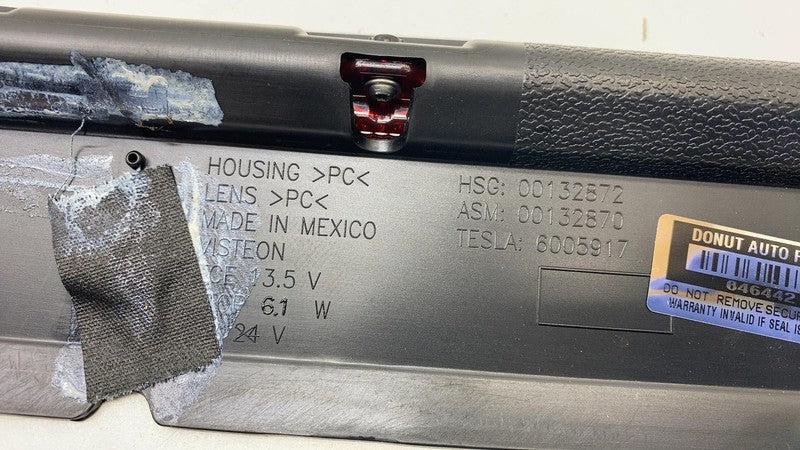 HOUSING >PC<
LENS >PC<
MADE IN MEXICO
VISTEON
13.5 V
6.1 W
24 V
HSG: 00132872
ASM: 00132870
TESLA: 6005917
DONUT AUTO
646442
DO NOT REMOVE
WARRANTY INVALID IF SEAL IS